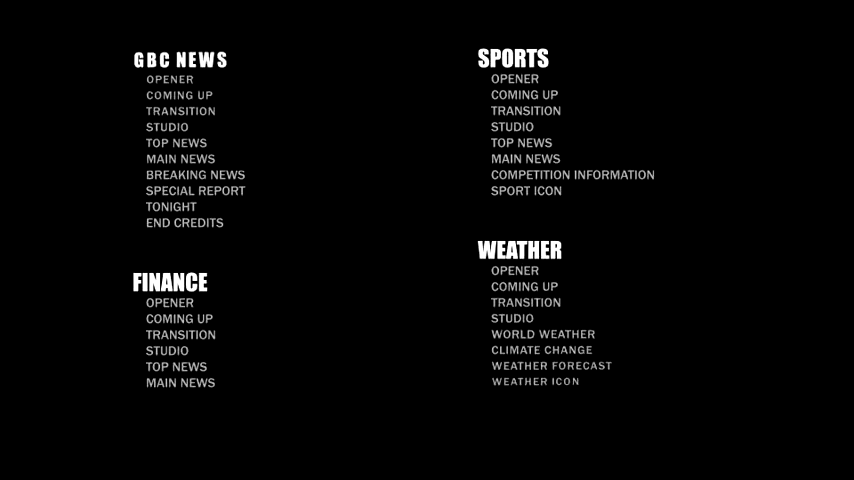 GBC NEWS
OPENER
COMING UP
TRANSITION
STUDIO
TOP NEWS
MAIN NEWS
BREAKING NEWS
SPECIAL REPORT
TONIGHT
END CREDITS
FINANCE
OPENER
COMING UP
TRANSITION
STUDIO
TOP NEWS
MAIN NEWS
SPORTS
OPENER
COMING UP
TRANSITION
STUDIO
TOP NEWS
MAIN NEWS
COMPETITION INFORMATION
SPORT ICON
WEATHER
OPENER
COMING UP
TRANSITION
STUDIO
WORLD WEATHER
CLIMATE CHANGE
WEATHER FORECAST
WEATHER ICON